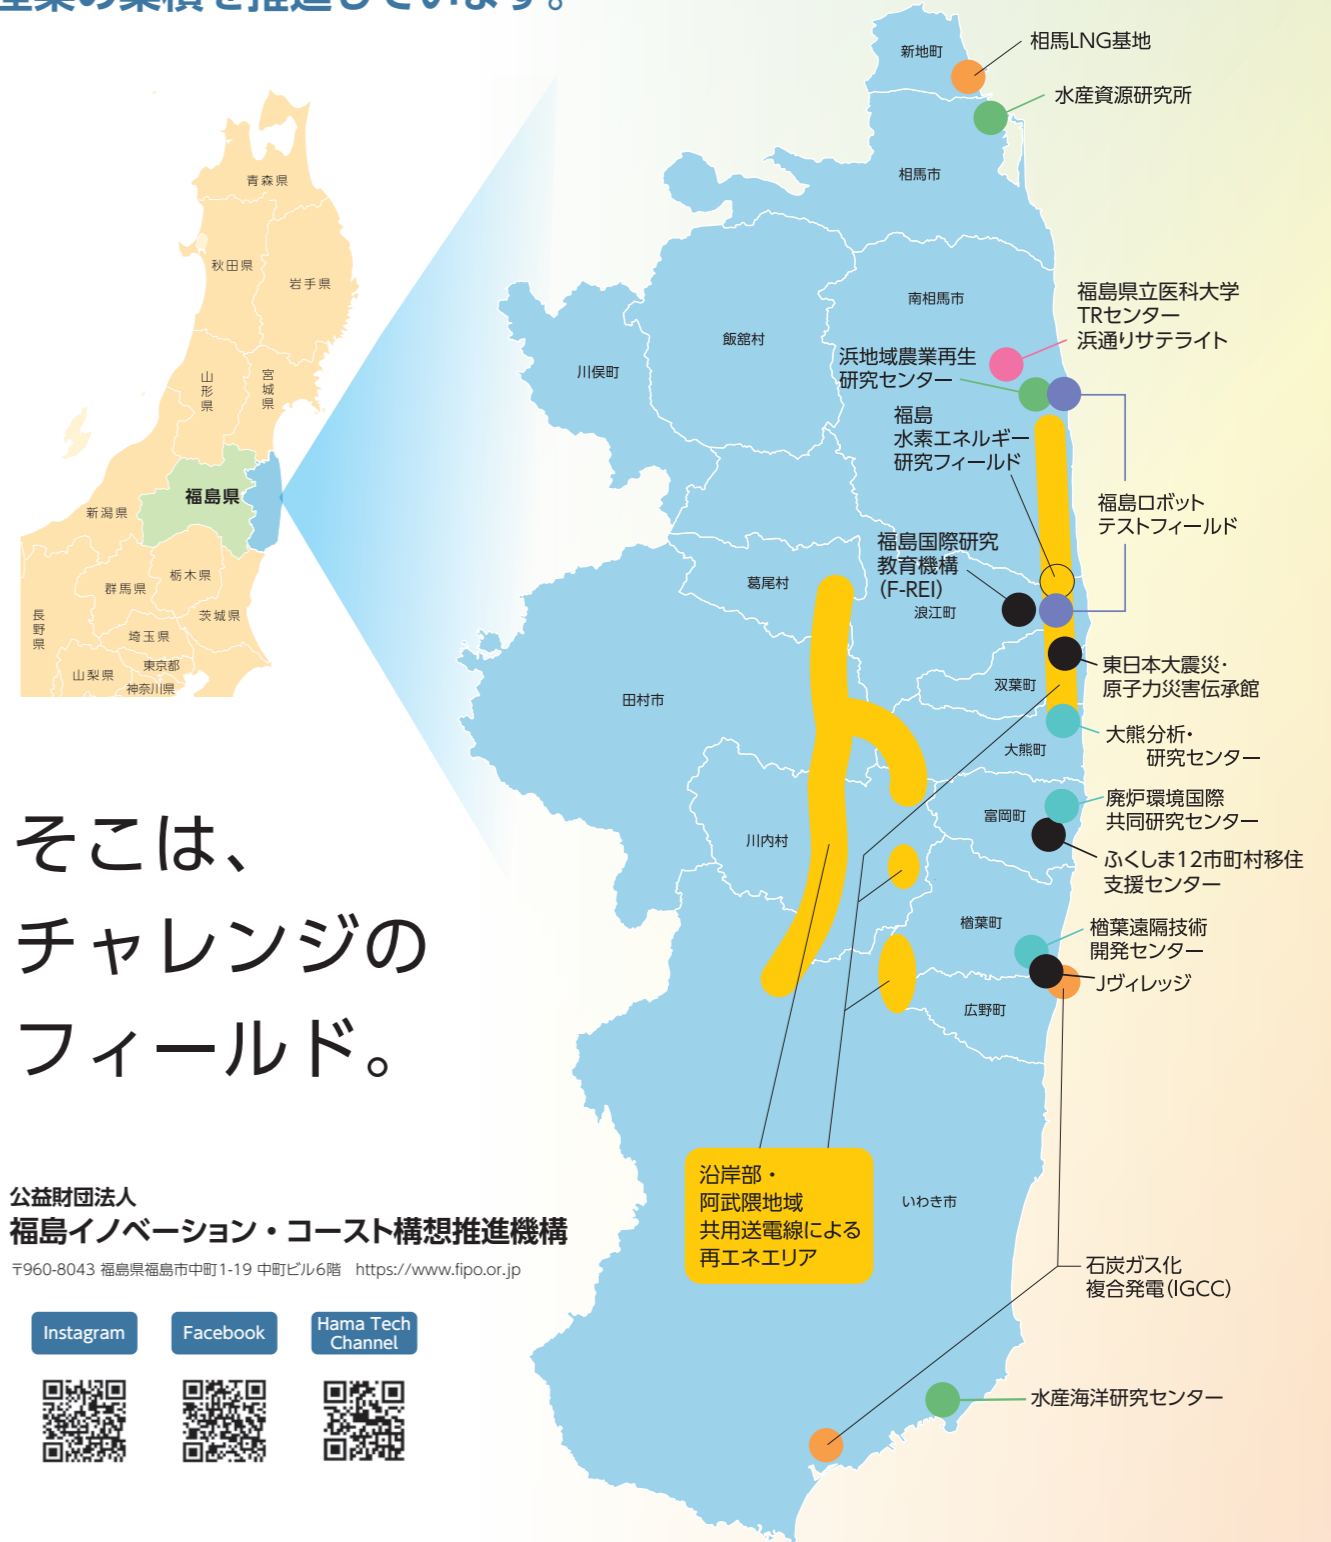 産業の集積を推進しています。
青森県
秋田県
岩手県
山形県
宮城県
福島県
新潟県
群馬県
栃木県
長野県
茨城県
埼玉県
山梨県
東京都
神奈川県
そこは、
チャレンジの
フィールド。
公益財団法人
福島イノベーション・コースト構想推進機構
〒960-8043 福島県福島市中町1-19 中町ビル6階 https://www.fipo.or.jp
Instagram
Facebook
Hama Tech
Channel
新地町
相馬LNG基地
水産資源研究所
相馬市
南相馬市
飯舘村
川俣町
福島県立医科大学
TRセンター
浜通りサテライト
浜地域農業再生
研究センター
福島
水素エネルギー
研究フィールド
福島ロボット
テストフィールド
福島国際研究
教育機構
(F-REI)
葛尾村
浪江町
東日本大震災・
原子力災害伝承館
双葉町
田村市
大熊町
大熊分析・
研究センター
富岡町
廃炉環境国際
共同研究センター
川内村
ふくしま12市町村移住
支援センター
楢葉町
楢葉遠隔技術
開発センター
Jヴィレッジ
広野町
沿岸部・
阿武隈地域
共用送電線による
再エネエリア
いわき市
石炭ガス化
複合発電(IGCC)
水産海洋研究センター